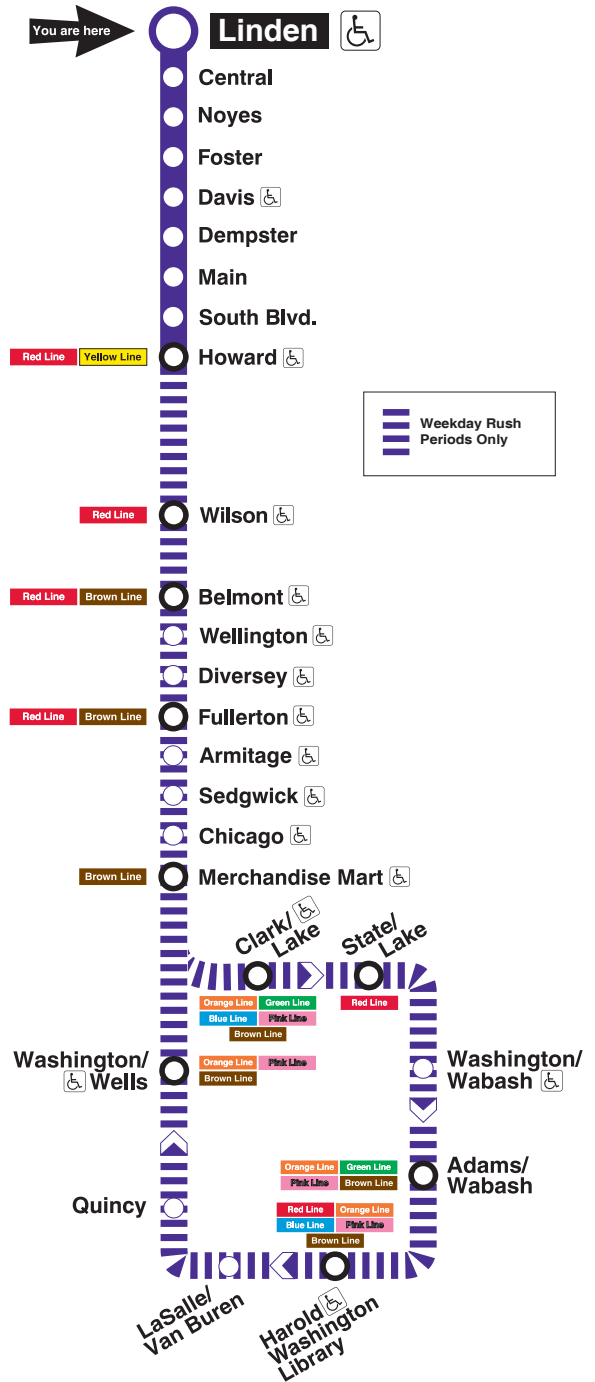 You are here
Linden
Central
Noyes
Foster
Davis
Dempster
Main
South Blvd.
Red Line
Yellow Line
Howard
Weekday Rush
Periods Only
Red Line
Wilson
Red Line
Brown Line
Belmont
Wellington
Diversey
Red Line
Brown Line
Fullerton
Armitage
Sedgwick
Chicago
Brown Line
Merchandise Mart
Clark/
Lake
State/
Lake
Orange Line
Green Line
Blue Line
Pink Line
Brown Line
Red Line
Washington/
Wells
Orange Line
Pink Line
Brown Line
Washington/
Wabash
Orange Line
Green Line
Pink Line
Brown Line
Adams/
Wabash
Quincy
Red Line
Orange Line
Blue Line
Pink Line
Brown Line
LaSalle/
Van Buren
Harold
Washington
Library